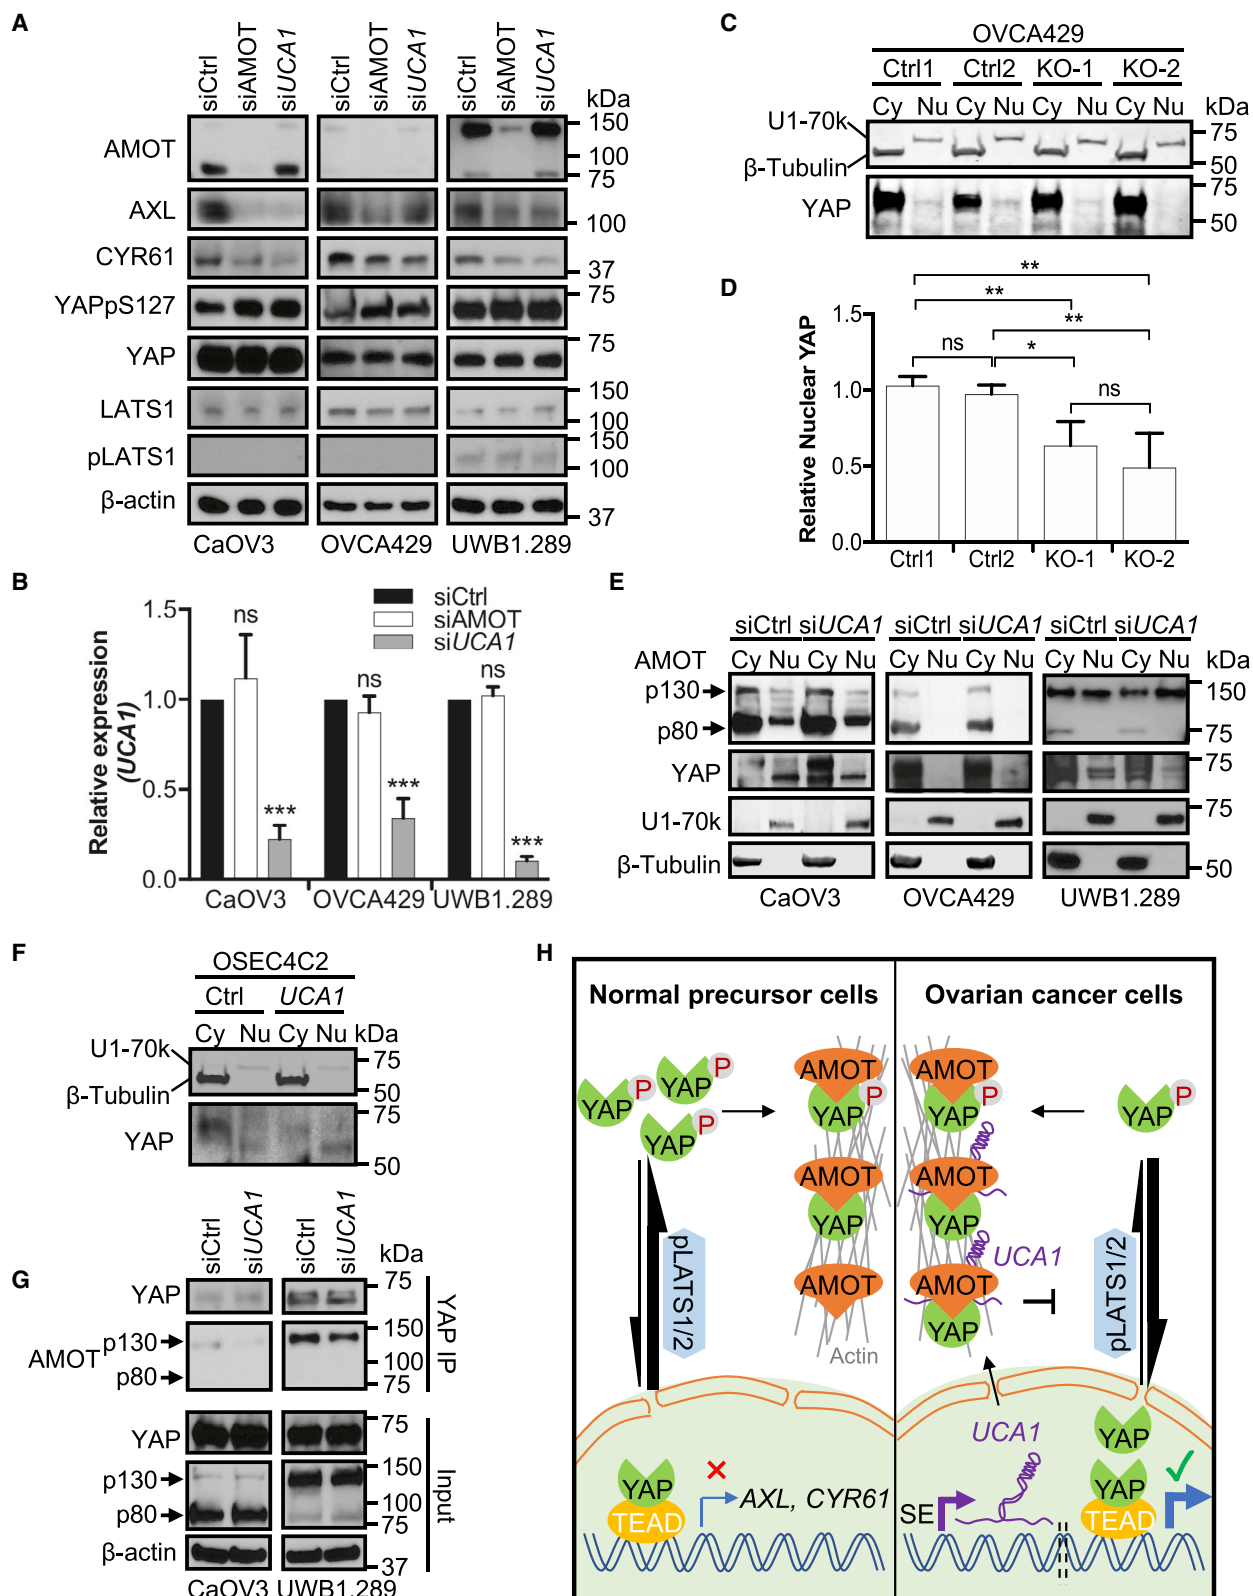 A
siCtrl siAMOT siUCA1 siCtrl siAMOT siUCA1 siCtrl siAMOT siUCA1
kDa
AMOT
150
100
75
AXL
100
CYR61
37
YAPpS127
75
YAP
75
LATS1
150
100
pLATS1
150
100
β-actin
37
CaOV3 OVCA429 UWB1.289
B
siCtrl
siAMOT
siUCA1
Relative expression
(UCA1)
1.5
1.0
0.5
0.0
ns ns ns
*** *** ***
CaOV3 OVCA429 UWB1.289
C
OVCA429
Ctrl1 Ctrl2 KO-1 KO-2
Cy Nu Cy Nu Cy Nu Cy Nu kDa
U1-70k
β-Tubulin
75
50
YAP
75
50
D
Relative Nuclear YAP
1.5
1.0
0.5
0.0
**
**
**
ns *
ns
Ctrl1 Ctrl2 KO-1 KO-2
E
siCtrl siUCA1 siCtrl siUCA1 siCtrl siUCA1
AMOT Cy Nu Cy Nu Cy Nu Cy Nu Cy Nu Cy Nu kDa
p130
150
p80
75
YAP
75
50
U1-70k
75
β-Tubulin
50
CaOV3 OVCA429 UWB1.289
F
OSEC4C2
Ctrl UCA1
Cy Nu Cy Nu kDa
U1-70k
β-Tubulin
75
50
YAP
75
50
G
siCtrl siUCA1 siCtrl siUCA1 kDa
YAP
75
AMOT p130
150
100
p80
75
YAP IP
YAP
75
p130
150
100
p80
75
β-actin
37
Input
CaOV3 UWB1.289
H
Normal precursor cells Ovarian cancer cells
YAP P
YAP P
YAP P
AMOT
YAP P
AMOT
YAP
AMOT
Actin
pLATS1/2
YAP
TEAD
AXL, CYR61
AMOT
YAP P
AMOT
YAP
UCA1
AMOT
YAP
YAP P
pLATS1/2
UCA1
SE
YAP
YAP
TEAD